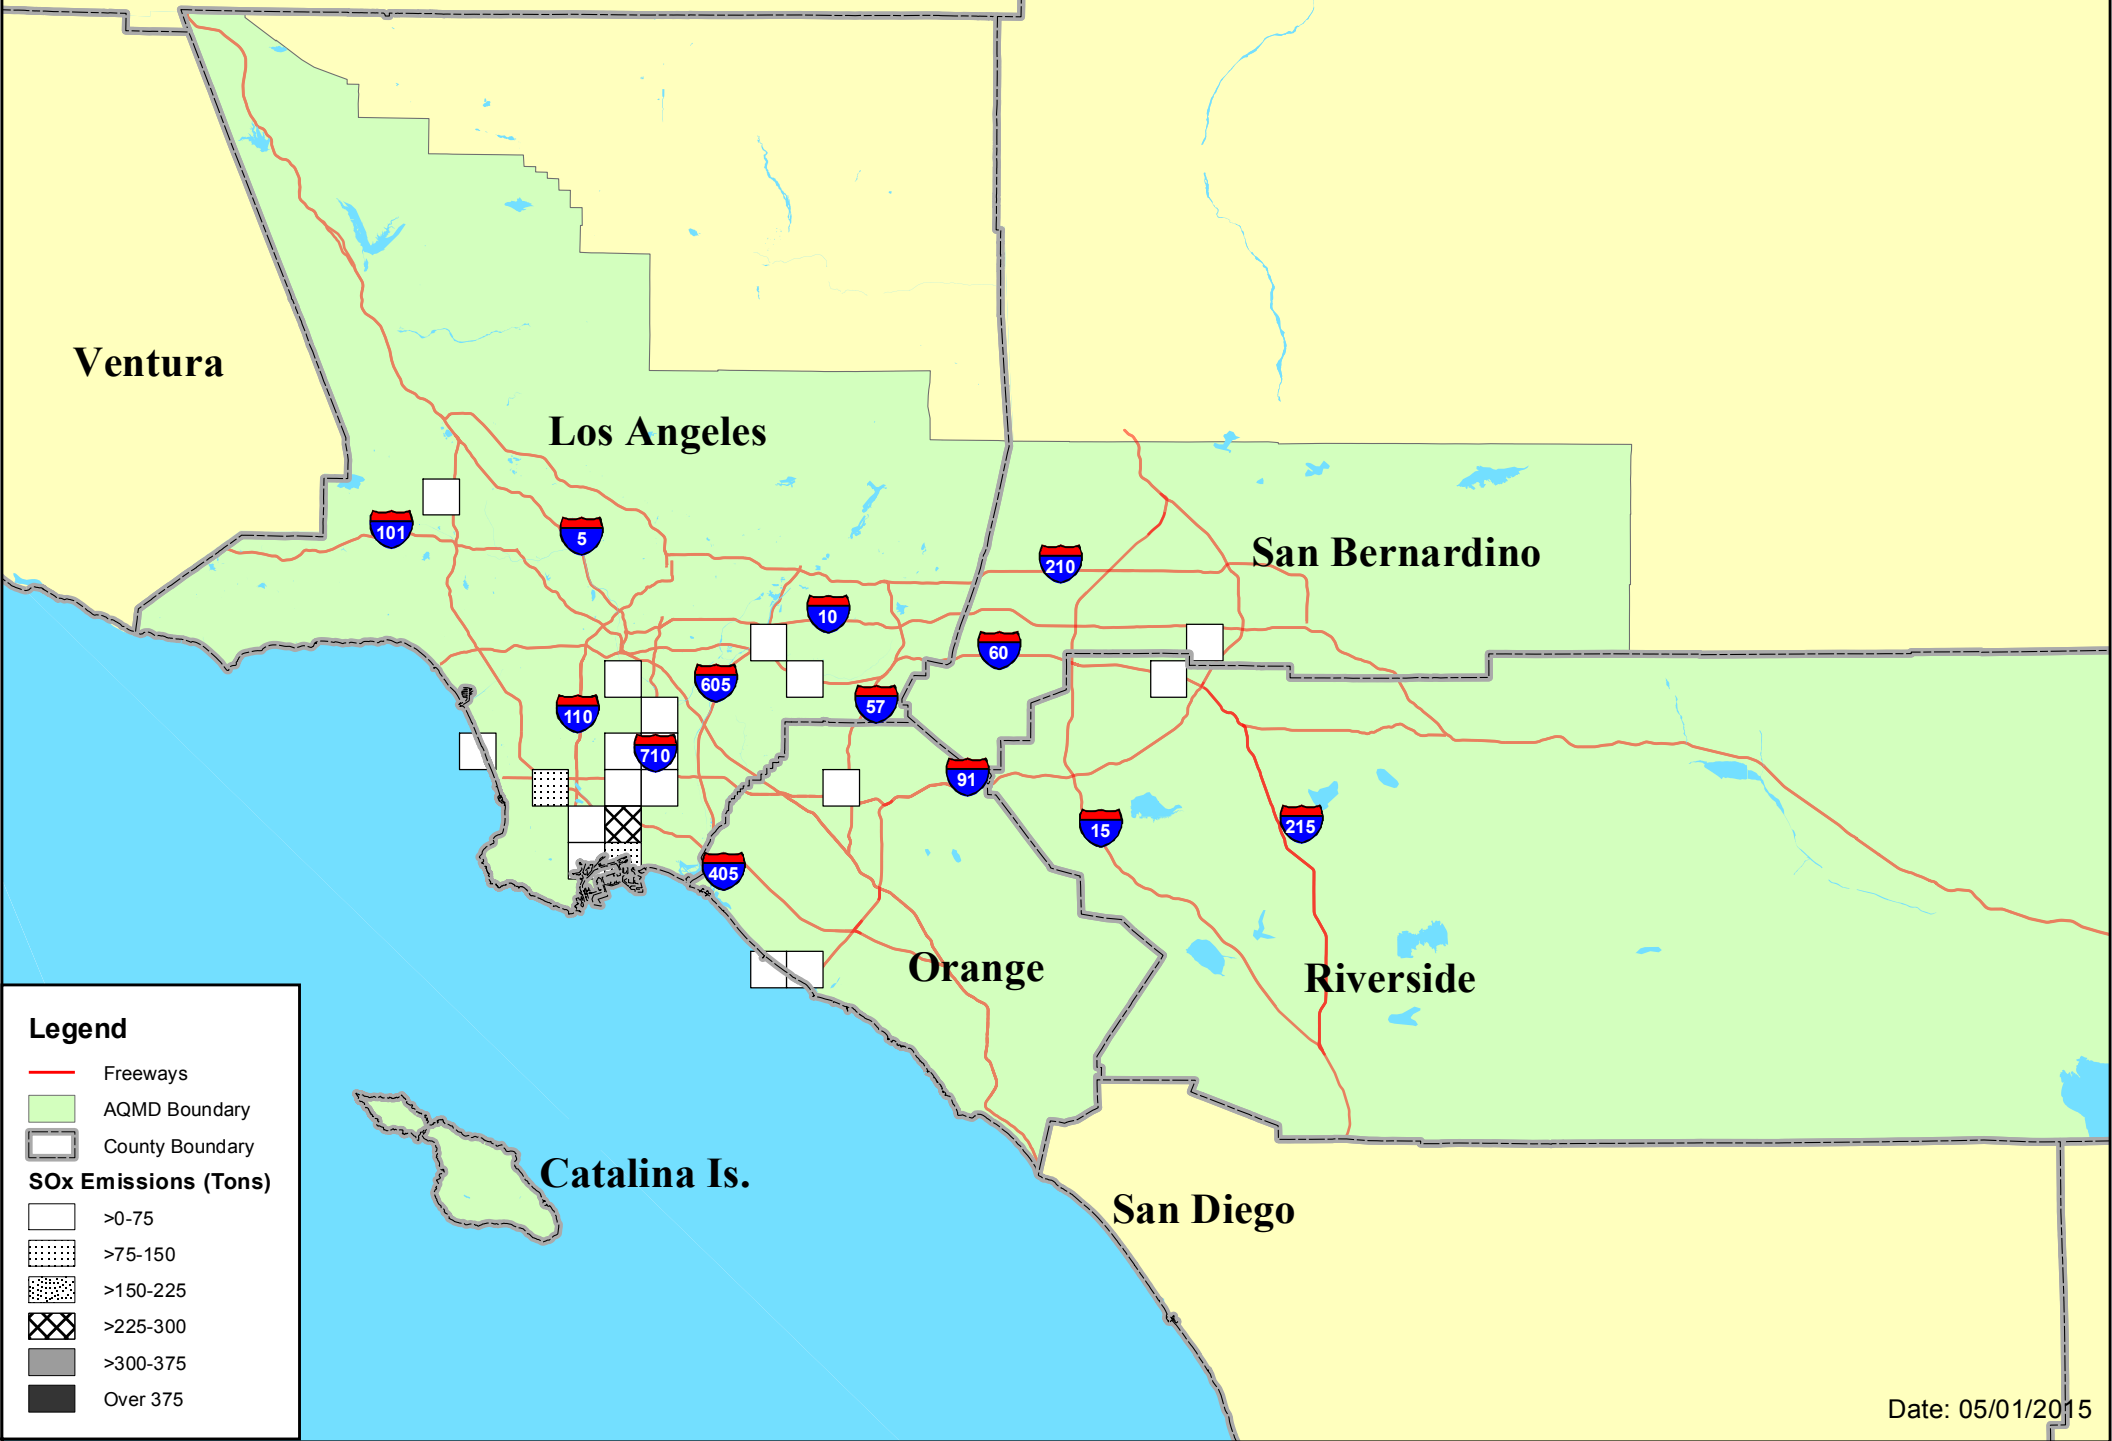 Ventura
Los Angeles
101
5
210
San Bernardino
10
60
605
57
110
710
91
15
215
405
Orange
Riverside
Catalina Is.
San Diego
Legend
Freeways
AQMD Boundary
County Boundary
SOx Emissions (Tons)
>0-75
>75-150
>150-225
>225-300
>300-375
Over 375
Date: 05/01/2015